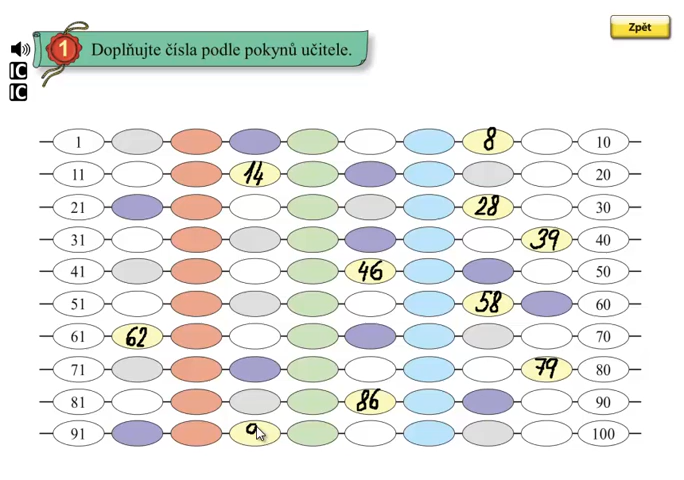 Zpět
1 Doplňujte čísla podle pokynů učitele.
1 8 10
11 14 20
21 28 30
31 39 40
41 46 50
51 58 60
61 62 70
71 79 80
81 86 90
91 9 100